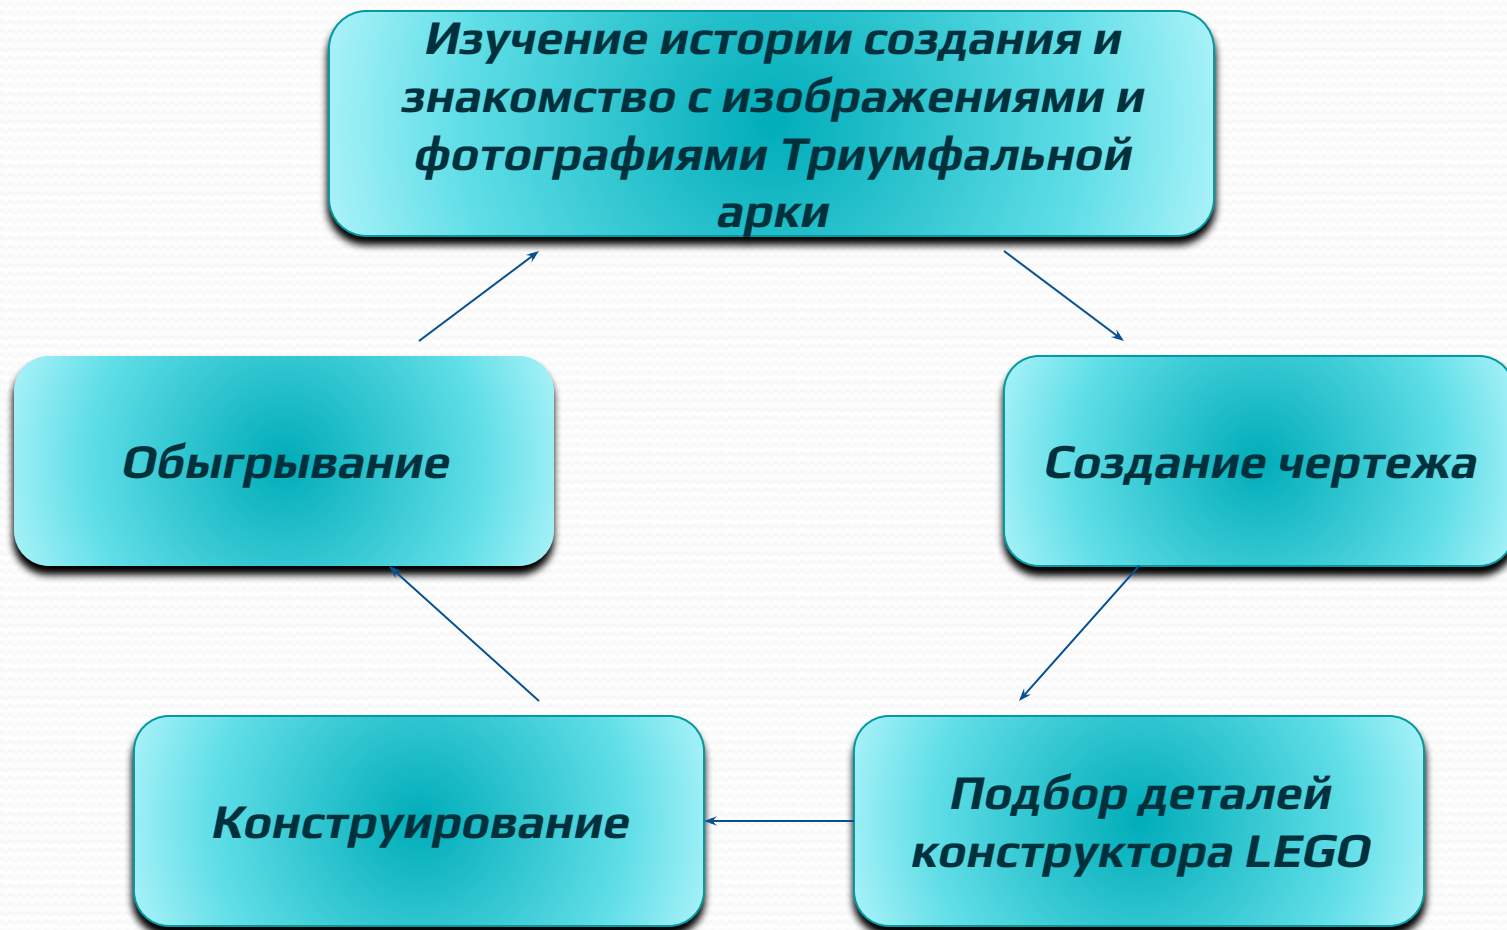 Изучение истории создания и
знакомство с изображениями и
фотографиями Триумфальной
арки
Обыгрывание
Создание чертежа
Конструирование
Подбор деталей
конструктора LEGO